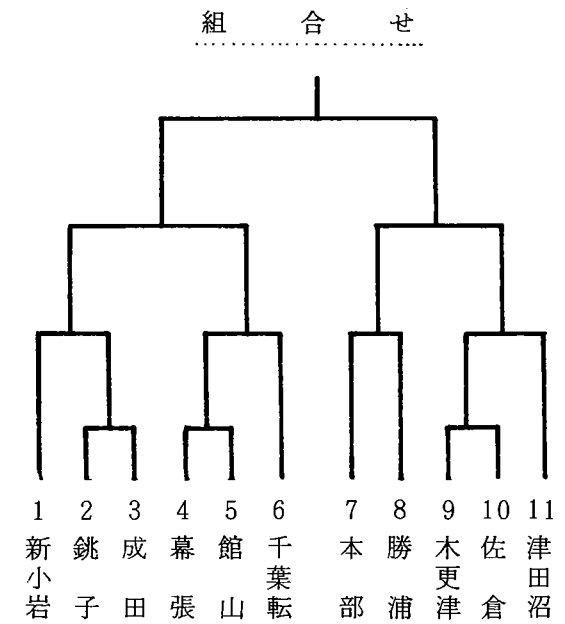 組合せ
1 2 3 4 5 6 7 8 9 10 11
新小岩 銚子 成田 幕張 館山 千葉転 本部 勝浦 木更津 佐倉 津田沼